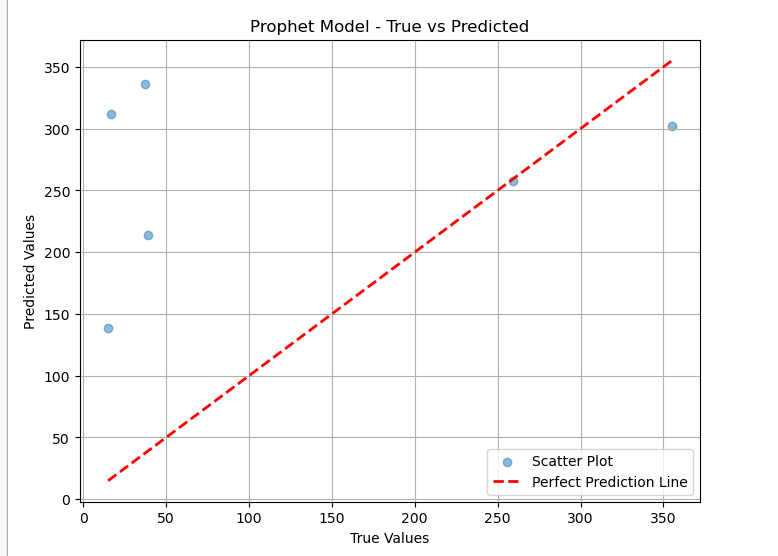 Prophet Model - True vs Predicted
Predicted Values
350
300
250
200
150
100
50
0
0 50 100 150 200 250 300 350
True Values
Scatter Plot
Perfect Prediction Line